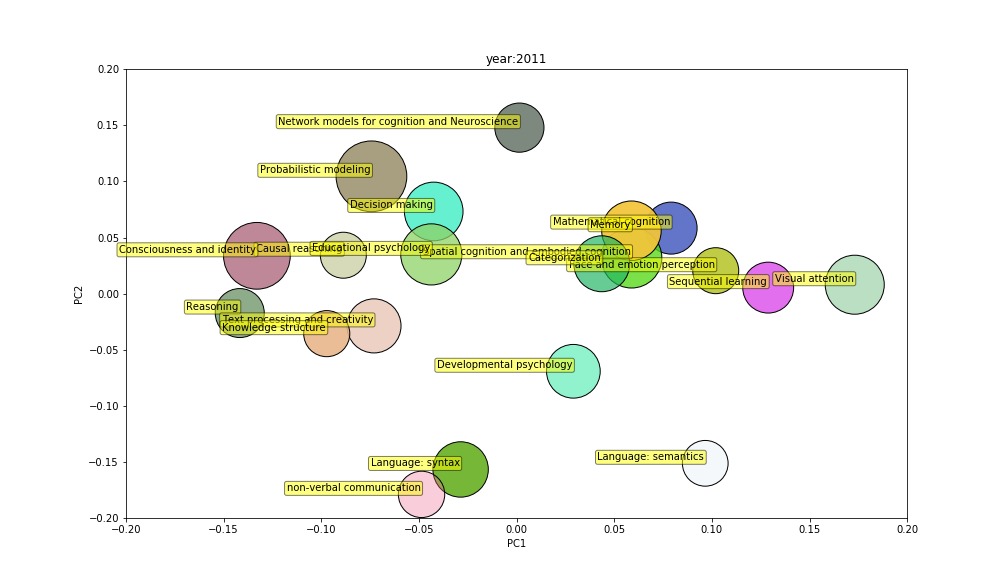 year:2011
0.20
0.15
0.10
0.05
0.00
−0.05
−0.10
−0.15
−0.20
PC2
Network models for cognition and Neuroscience
Probabilistic modeling
Decision making
Mathematical cognition
Memory
Consciousness and identity
Causal reasoning
Educational psychology
Spatial cognition and embodied cognition
Categorization
Face and emotion perception
Sequential learning
Visual attention
Reasoning
Text processing and creativity
Knowledge structure
Developmental psychology
Language: syntax
Language: semantics
non-verbal communication
−0.20
−0.15
−0.10
−0.05
0.00
0.05
0.10
0.15
0.20
PC1